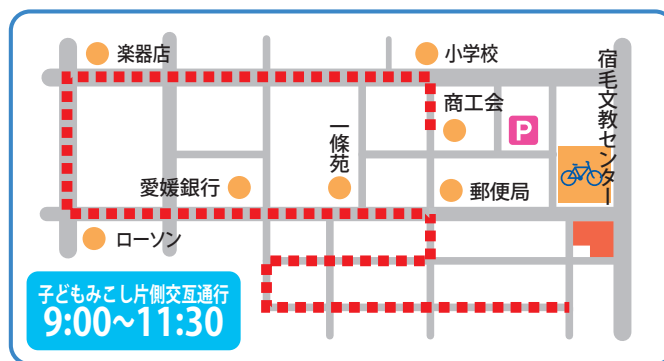 楽器店
小学校
宿毛文教センター
商工会
P
一條苑
愛媛銀行
郵便局
ローソン
子どもみこし片側交互通行
9:00~11:30